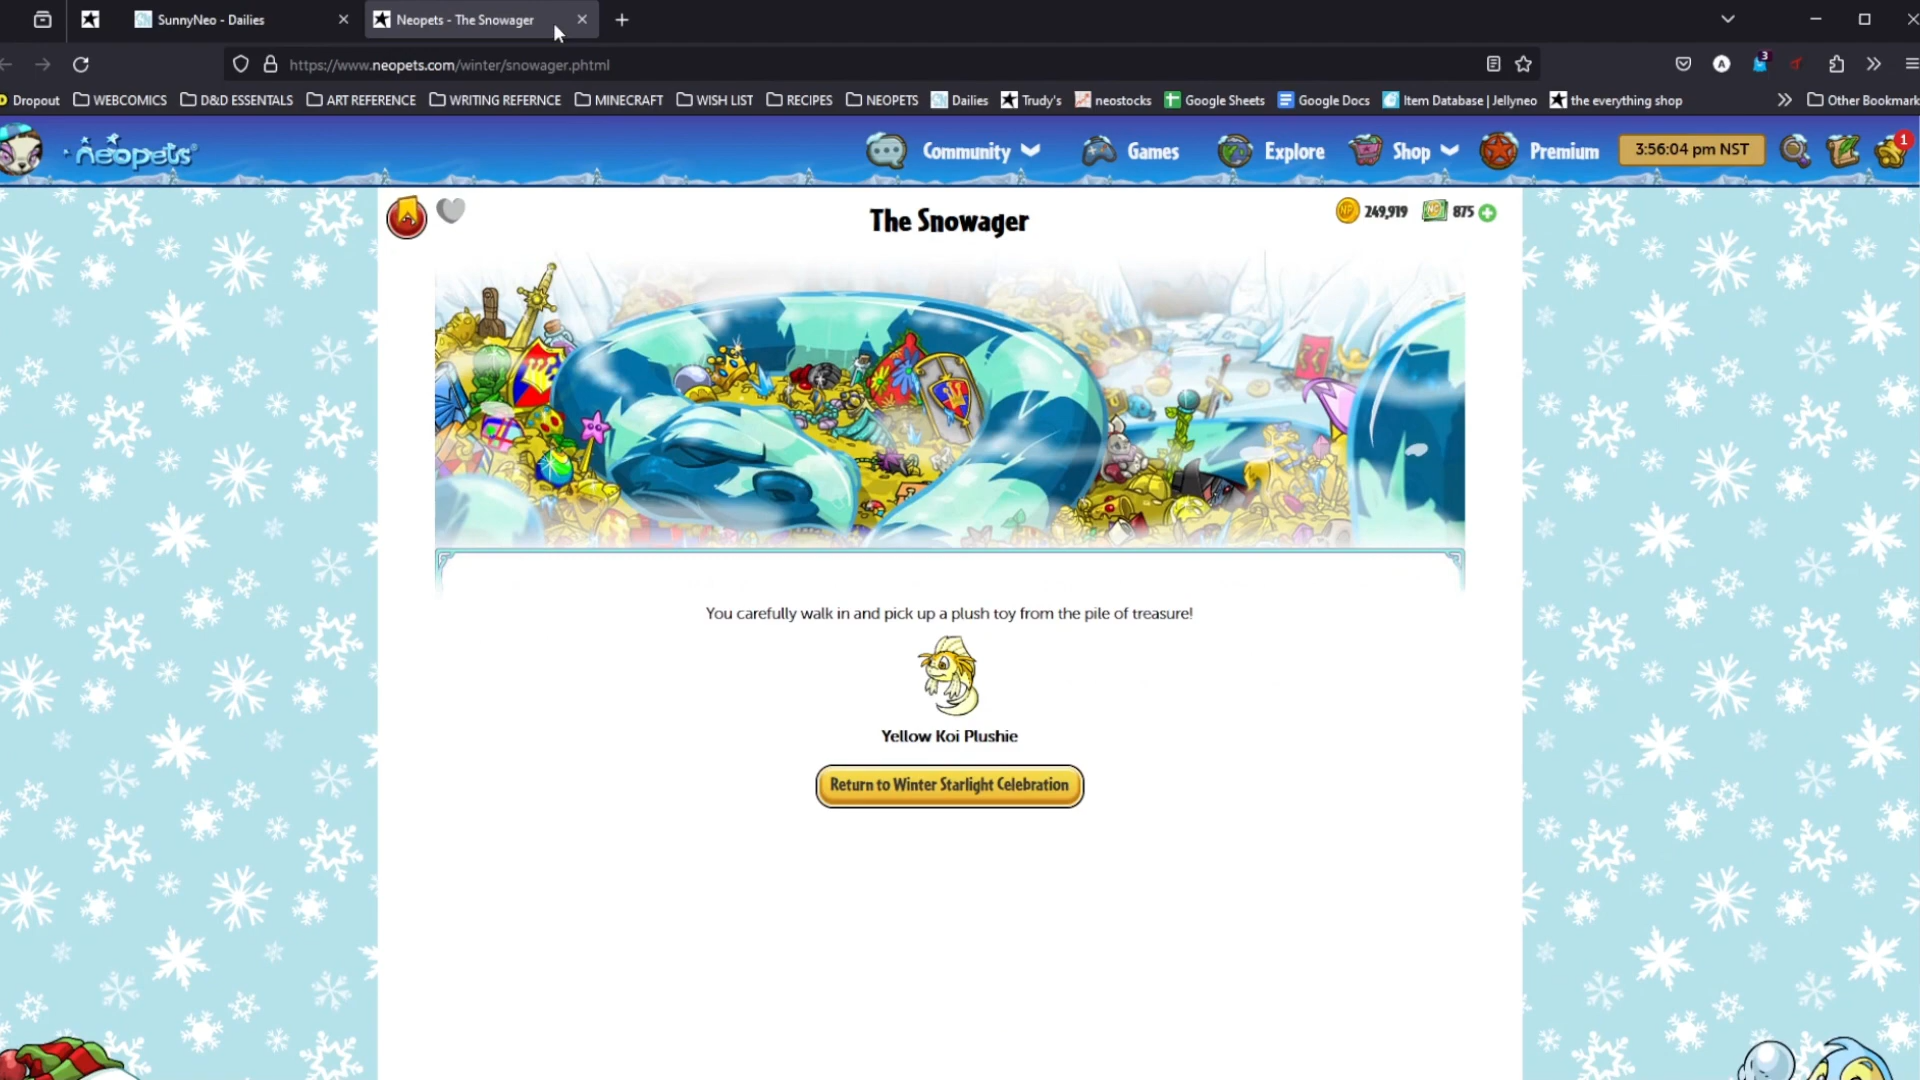 SunnyNeo - Dailies
Neopets - The Snowager
https://www.neopets.com/winter/snowager.phtml
3
A
Dropout
WEBCOMICS
D&D ESSENTALS
ART REFERENCE
WRITING REFERNCE
MINECRAFT
WISH LIST
RECIPES
NEOPETS
Dailies
Trudy's
neostocks
Google Sheets
Google Docs
Item Database | Jellyneo
the everything shop
Other Bookmark
neopets
Community
Games
Explore
Shop
Premium
3:56:04 pm NST
1
The Snowager
NP
249,919
NC
875
You carefully walk in and pick up a plush toy from the pile of treasure!
Yellow Koi Plushie
Return to Winter Starlight Celebration